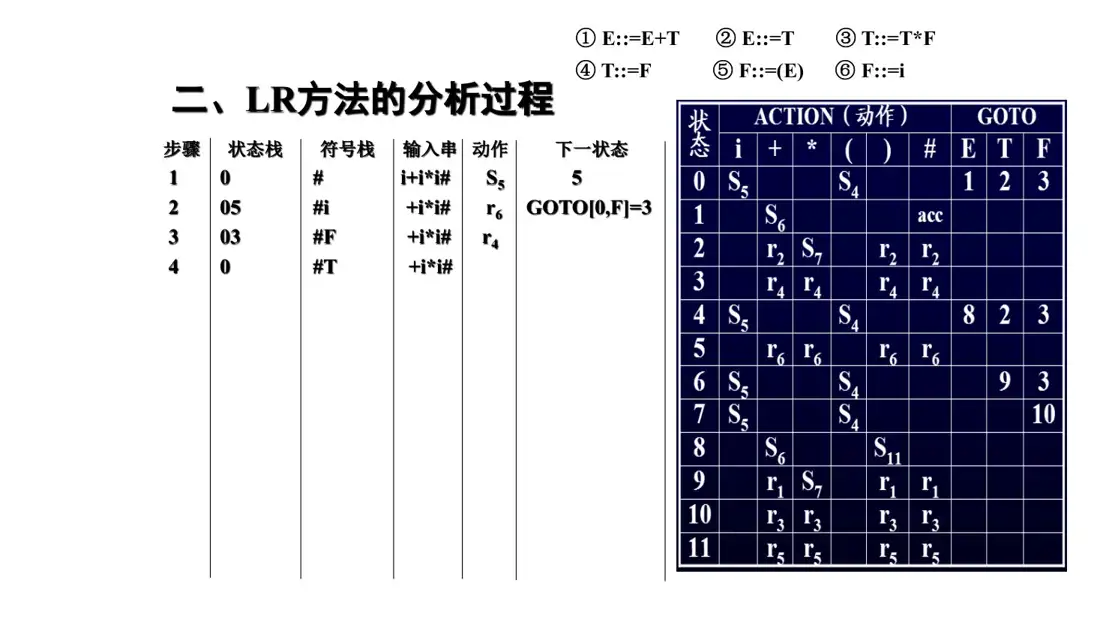 ① E::=E+T ② E::=T ③ T::=T*F
④ T::=F ⑤ F::=(E) ⑥ F::=i
二、LR方法的分析过程
步骤 状态栈 符号栈 输入串 动作 下一状态
1 0 # i+i*i# S5 5
2 05 #i +i*i# r6 GOTO[0,F]=3
3 03 #F +i*i# r4
4 0 #T +i*i#
状态 ACTION（动作） GOTO
i + * ( ) # E T F
0 S5 S4 1 2 3
1 S6 acc
2 r2 S7 r2 r2
3 r4 r4 r4 r4
4 S5 S4 8 2 3
5 r6 r6 r6 r6
6 S5 S4 9 3
7 S5 S4 10
8 S6 S11
9 r1 S7 r1 r1
10 r3 r3 r3 r3
11 r5 r5 r5 r5